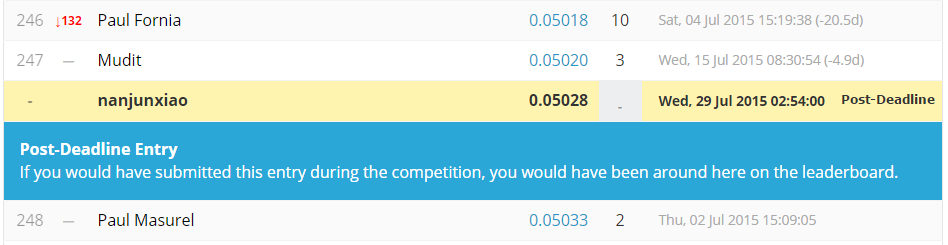 246 ↓132 Paul Fornia 0.05018 10 Sat, 04 Jul 2015 15:19:38 (-20.5d)
247 — Mudit 0.05020 3 Wed, 15 Jul 2015 08:30:54 (-4.9d)
- nanjunxiao 0.05028 - Wed, 29 Jul 2015 02:54:00 Post-Deadline
Post-Deadline Entry
If you would have submitted this entry during the competition, you would have been around here on the leaderboard.
248 — Paul Masurel 0.05033 2 Thu, 02 Jul 2015 15:09:05